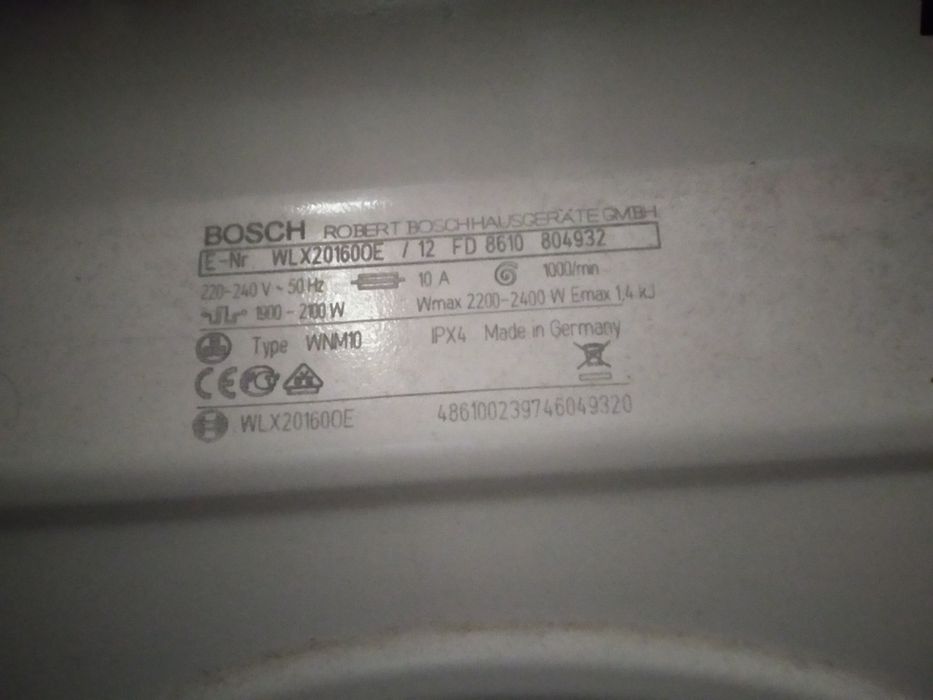 BOSCH ROBERT BOSCH HAUSGERÄTE GMBH
E-Nr WLX20160OE / 12 FD 8610 804932
220-240 V ~ 50 Hz 10 A 1000/min
1900 - 2100 W Wmax 2200-2400 W Emax 1,4 kJ
Type WNM10 IPX4 Made in Germany
CE
WLX20160OE 486100239746049320